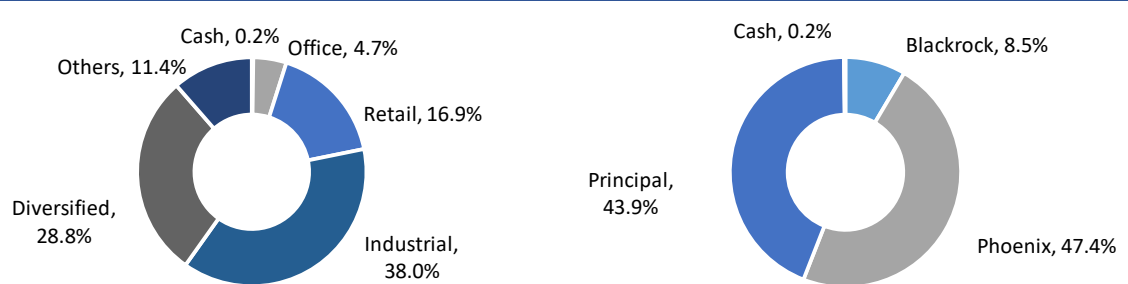 Cash, 0.2%
Office, 4.7%
Others, 11.4%
Retail, 16.9%
Diversified,
28.8%
Industrial,
38.0%
Cash, 0.2%
Blackrock, 8.5%
Principal,
43.9%
Phoenix, 47.4%